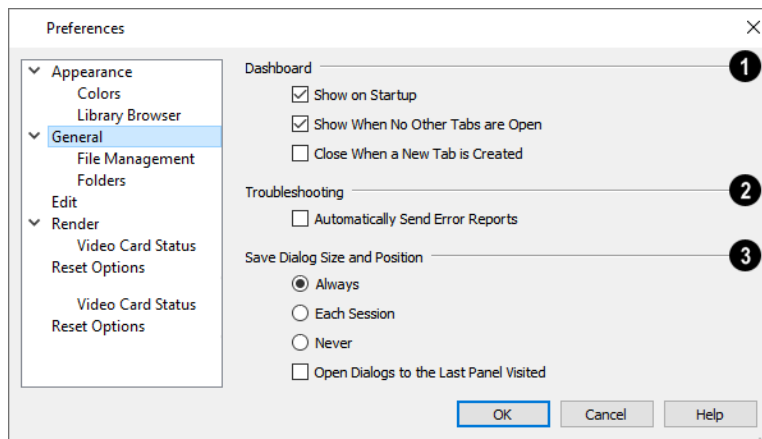 Preferences
Appearance
Colors
Library Browser
General
File Management
Folders
Edit
Render
Video Card Status
Reset Options
Video Card Status
Reset Options
Dashboard
1
Show on Startup
Show When No Other Tabs are Open
Close When a New Tab is Created
Troubleshooting
2
Automatically Send Error Reports
Save Dialog Size and Position
3
Always
Each Session
Never
Open Dialogs to the Last Panel Visited
OK
Cancel
Help